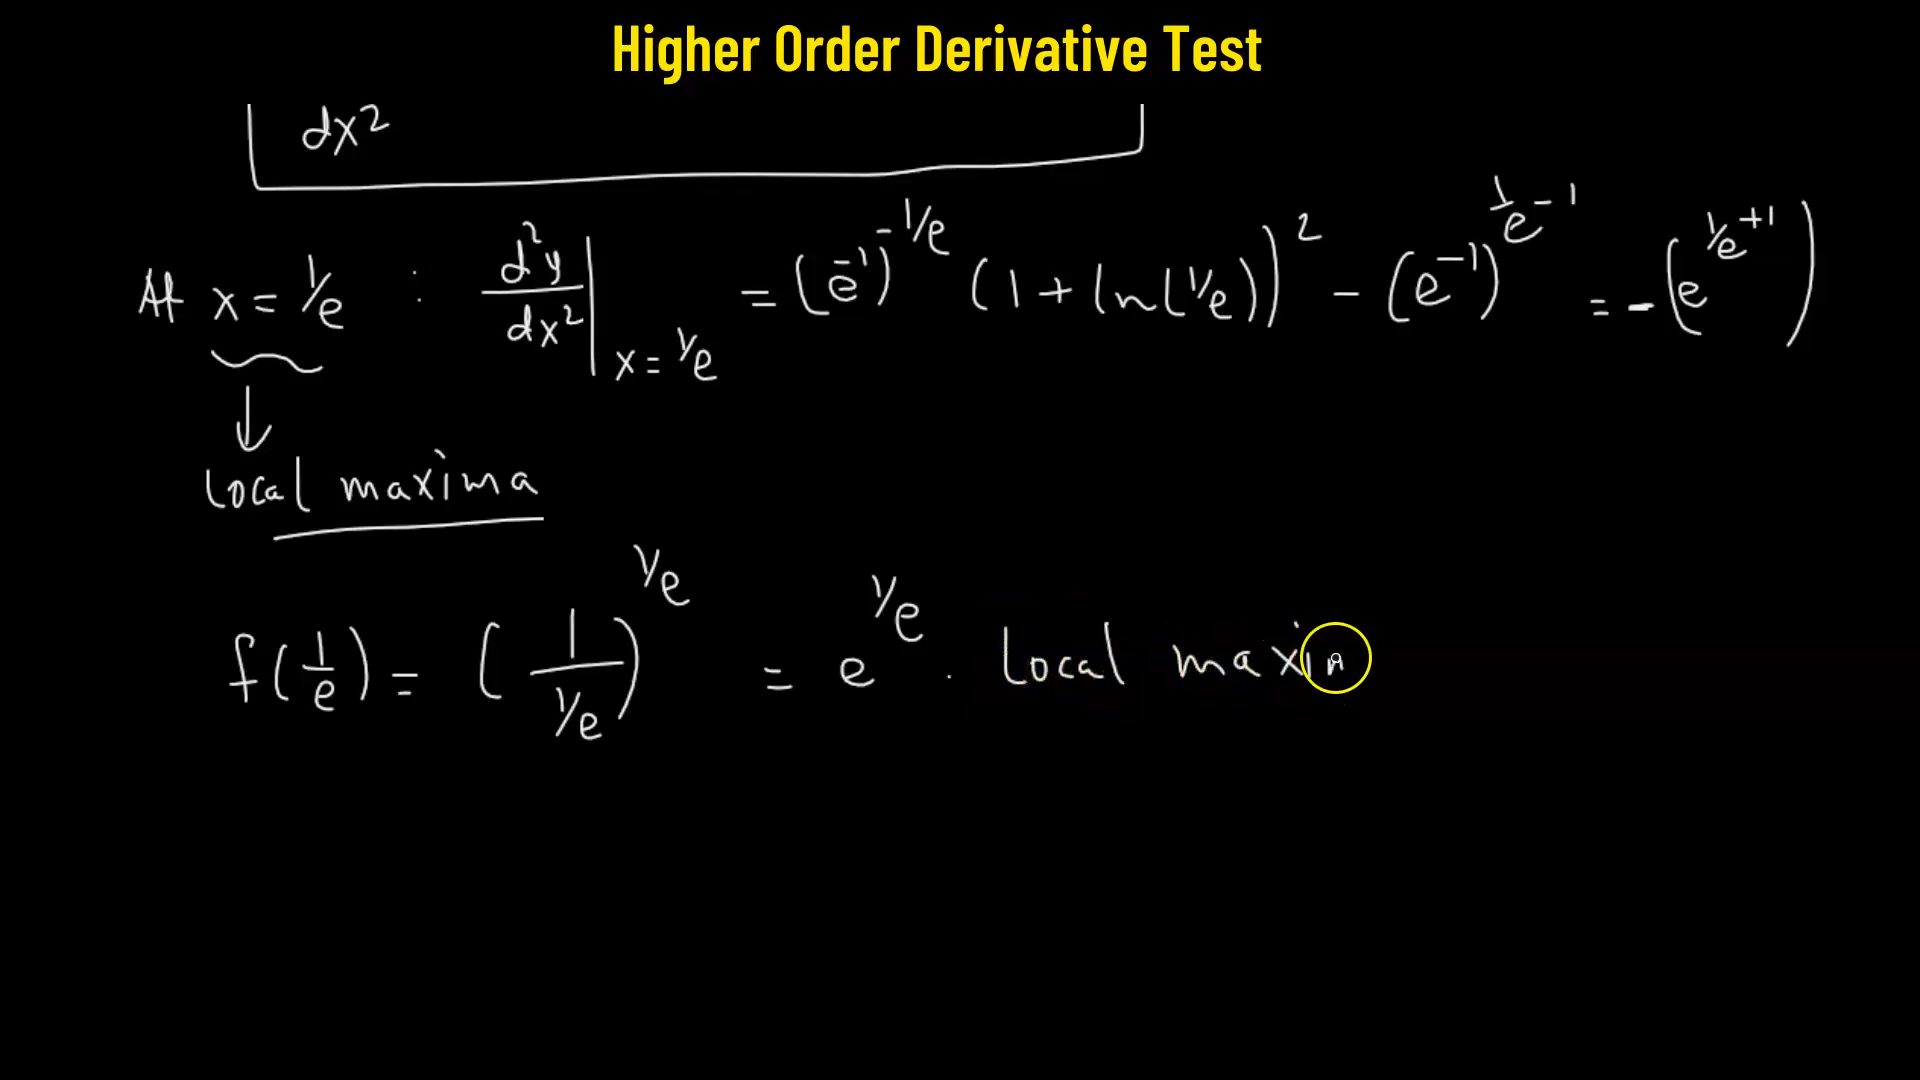 Higher Order Derivative Test
dx²
At x = 1/e : d²y/dx² | x = 1/e = (e⁻¹)^(-1/e) (1 + ln(1/e))² - (e⁻¹)^(1/e - 1) = -(e^(1/e + 1))
Local maxima
f(1/e) = (1/(1/e))^(1/e) = e^(1/e) . Local maxin